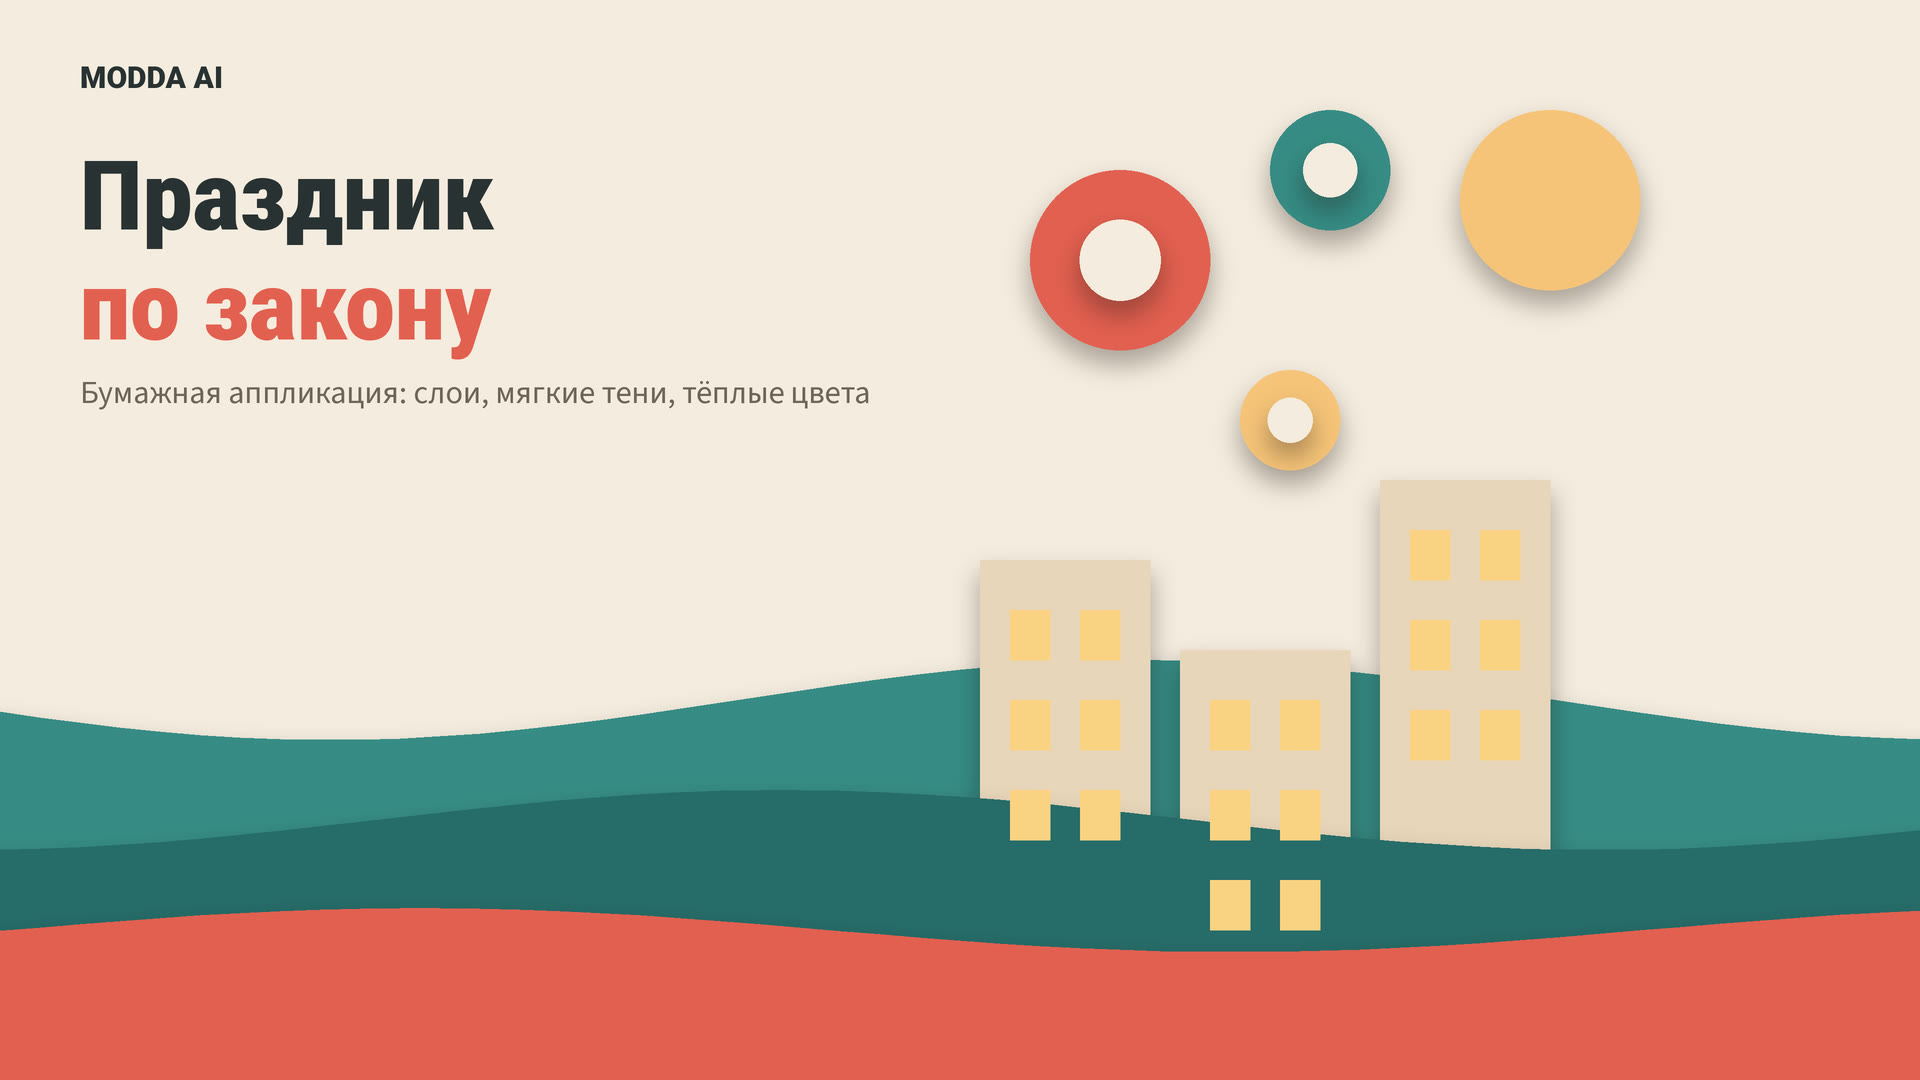 MODDA AI
Праздник
по закону
Бумажная аппликация: слои, мягкие тени, тёплые цвета